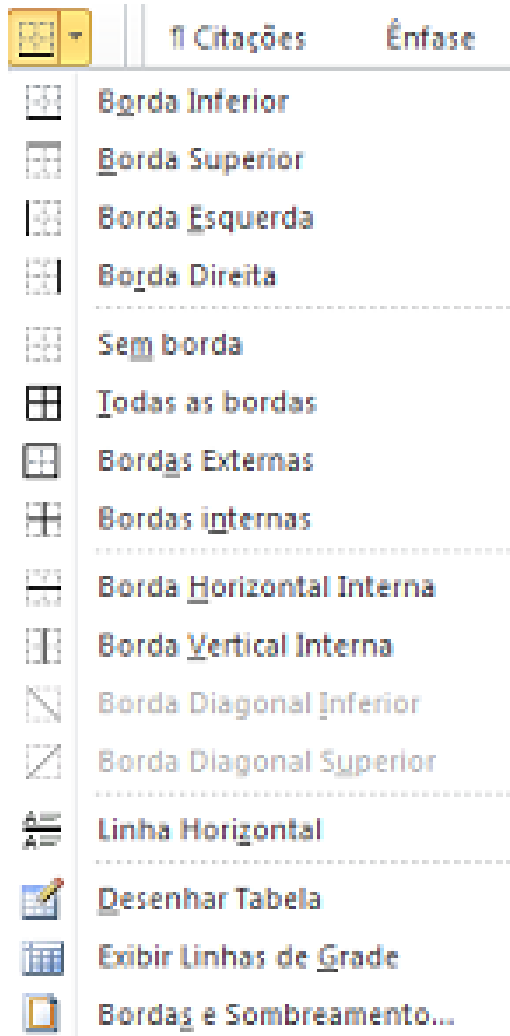 ¶ Citações Ênfase
Borda Inferior
Borda Superior
Borda Esquerda
Borda Direita
Sem borda
Todas as bordas
Bordas Externas
Bordas internas
Borda Horizontal Interna
Borda Vertical Interna
Borda Diagonal Inferior
Borda Diagonal Superior
Linha Horizontal
Desenhar Tabela
Exibir Linhas de Grade
Bordas e Sombreamento...